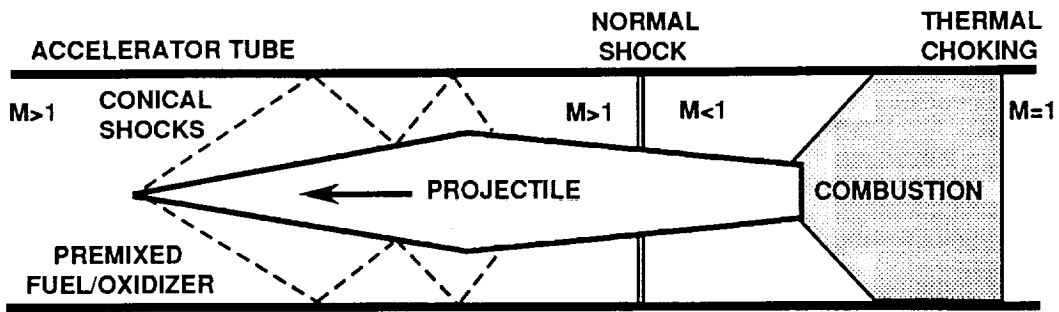 ACCELERATOR TUBE
NORMAL
SHOCK
THERMAL
CHOKING
M>1
CONICAL
SHOCKS
M>1
M<1
M=1
PROJECTILE
COMBUSTION
PREMIXED
FUEL/OXIDIZER